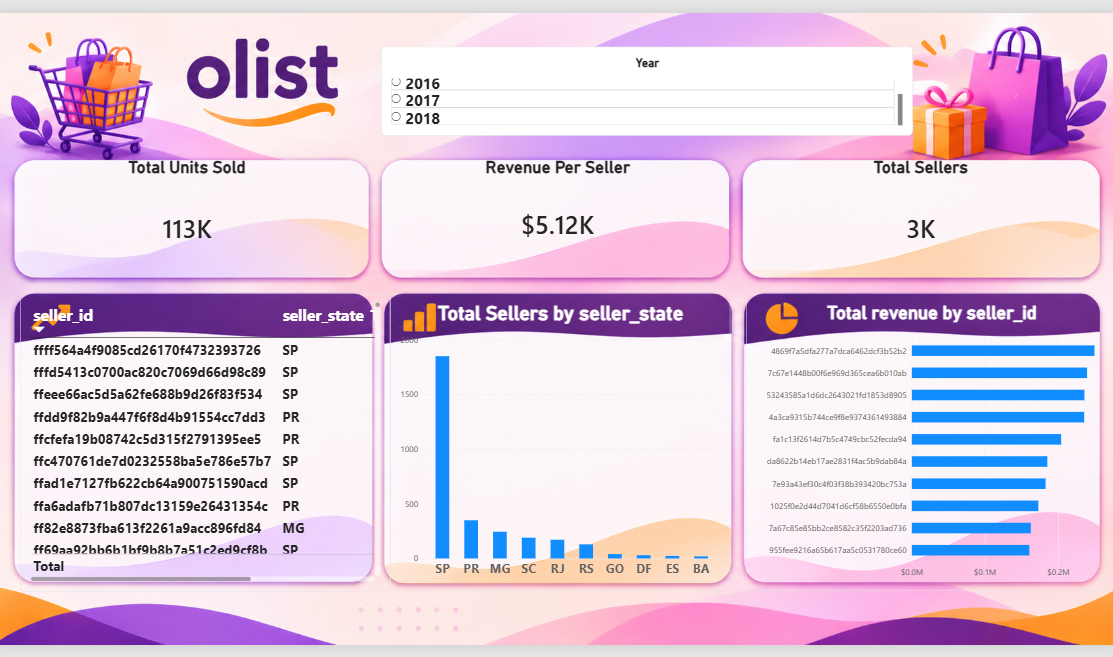 olist
Year
2016
2017
2018
Total Units Sold
113K
Revenue Per Seller
$5.12K
Total Sellers
3K
seller_id seller_state
ffff564a4f9085cd26170f4732393726 SP
fffd5413c0700ac820c7069d66d98c89 SP
ffeee66ac5d5a62fe688b9d26f83f534 SP
ffdd9f82b9a447f6f8d4b91554cc7dd3 PR
ffcfefa19b08742c5d315f2791395ee5 PR
ffc470761de7d0232558ba5e786e57b7 SP
ffad1e7127fb622cb64a900751590acd SP
ffa6adafb71b807dc13159e26431354c PR
ff82e8873fba613f2261a9acc896fd84 MG
ff69aa92bb6b1bf9b8b7a51c2ed9cf8b SP
Total
Total Sellers by seller_state
2000
1500
1000
500
0
SP PR MG SC RJ RS GO DF ES BA
Total revenue by seller_id
4869f7a5dfa277a7dca6462dcf3b52b2
7c67e1448b00f6e969d365cea6b010ab
53243585a1d6dc2643021fd1853d8905
4a3ca9315b744ce9f8e9374361493884
fa1c13f2614d7b5c4749cbc52fecda94
da8622b14eb17ae2831f4ac5b9dab84a
7e93a43ef30c4f03f38b393420bc753a
1025f0e2d44d7041d6cf58b6550e0bfa
7a67c85e85bb2ce8582c35f2203ad736
955fee9216a65b617aa5c0531780ce60
$0.0M $0.1M $0.2M